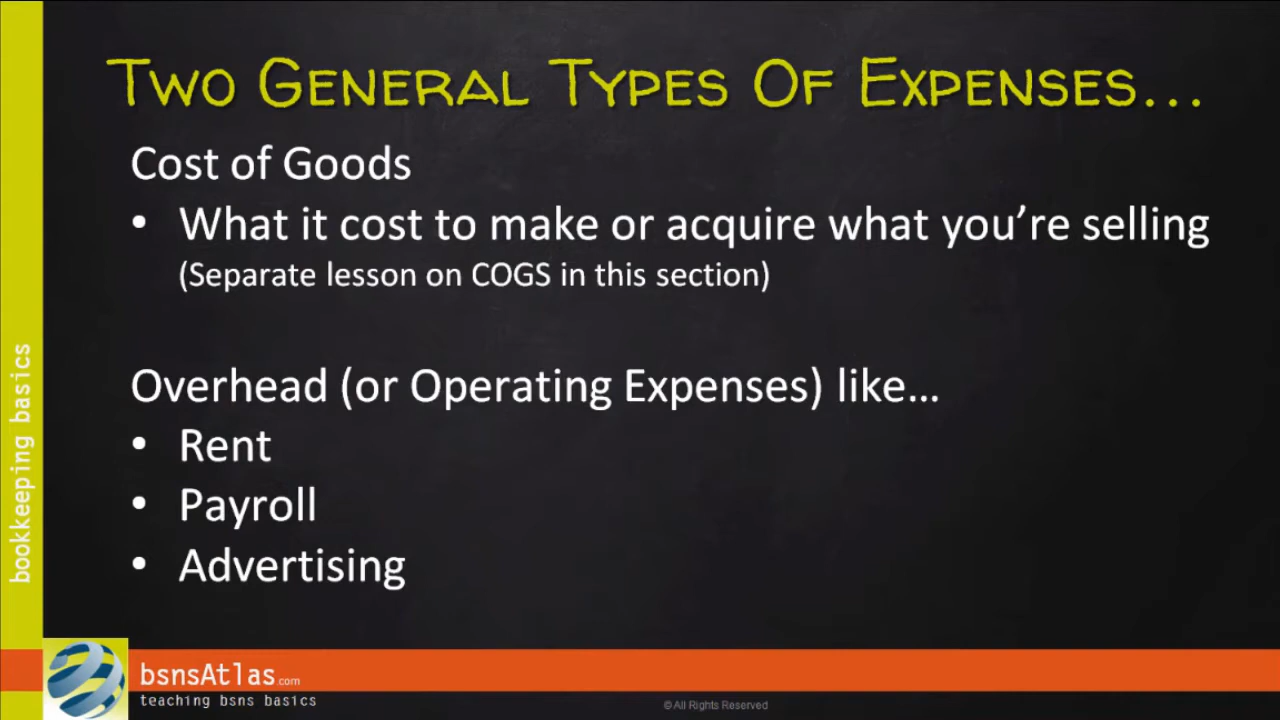 Two General Types Of Expenses...
Cost of Goods
• What it cost to make or acquire what you're selling
(Separate lesson on COGS in this section)
Overhead (or Operating Expenses) like…
• Rent
• Payroll
• Advertising
bookkeeping basics
bsnsAtlas.com
teaching bsns basics
© All Rights Reserved